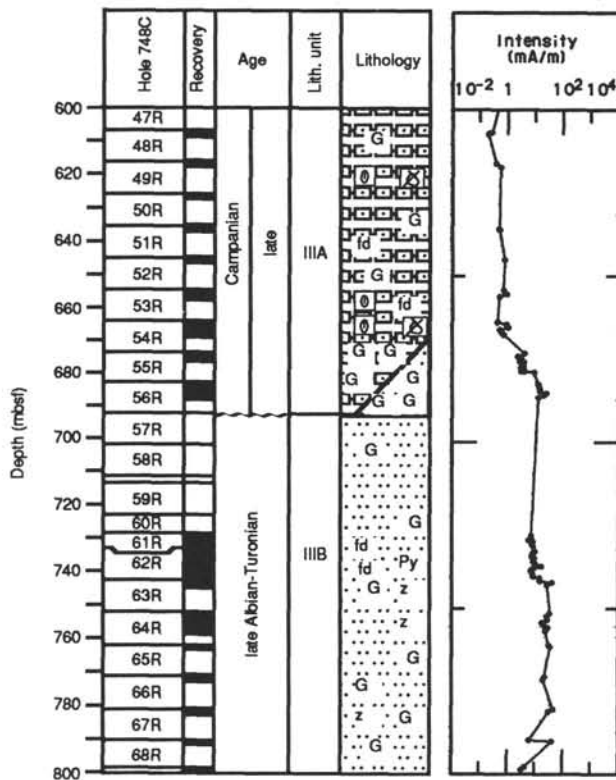 Hole 748C
Recovery
Age
Lith. unit
Lithology
Intensity
(mA/m)
10-2 1 102 104
Depth (mbsf)
600
620
640
660
680
700
720
740
760
780
800
47R
48R
49R
50R
51R
52R
53R
54R
55R
56R
57R
58R
59R
60R
61R
62R
63R
64R
65R
66R
67R
68R
Campanian
late
late Albian-Turonian
IIIA
IIIB
G
G
fd
G
fd
G G
G G
G G
G
G
fd
fd Py
G z
z
G
G
z G
G